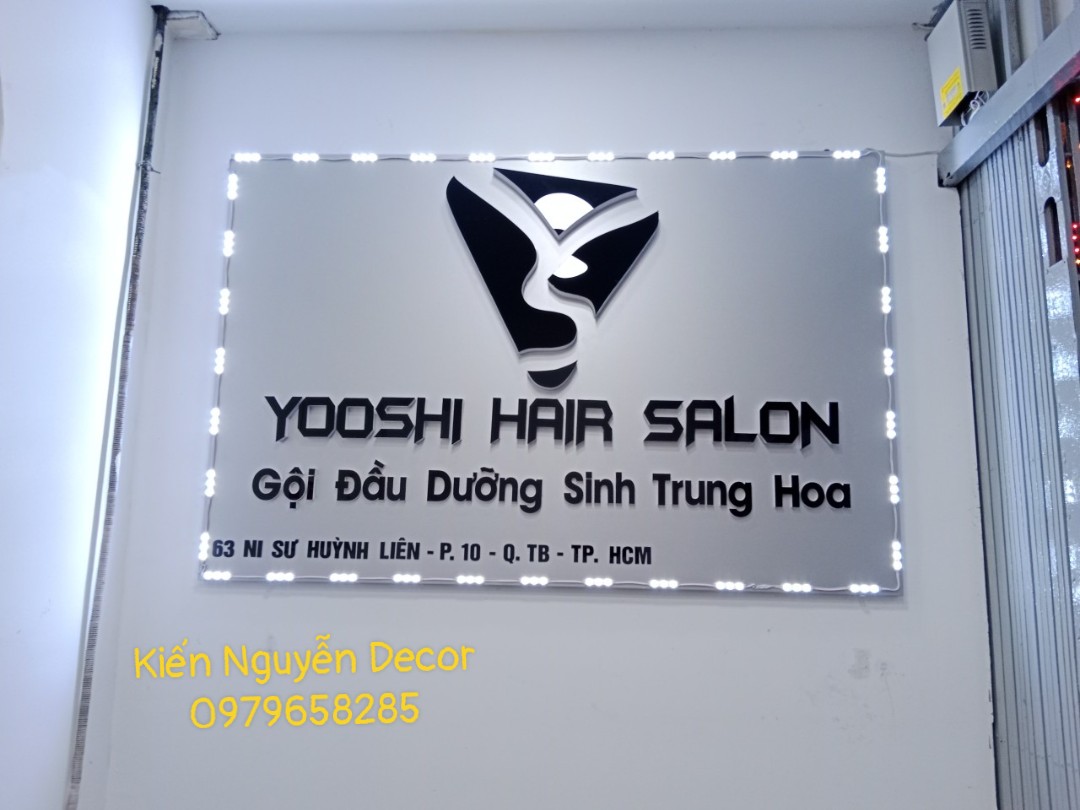 YOOSHI HAIR SALON
Gội Đầu Dưỡng Sinh Trung Hoa
63 NI SƯ HUỲNH LIÊN - P. 10 - Q. TB - TP. HCM
Kiến Nguyễn Decor
0979658285